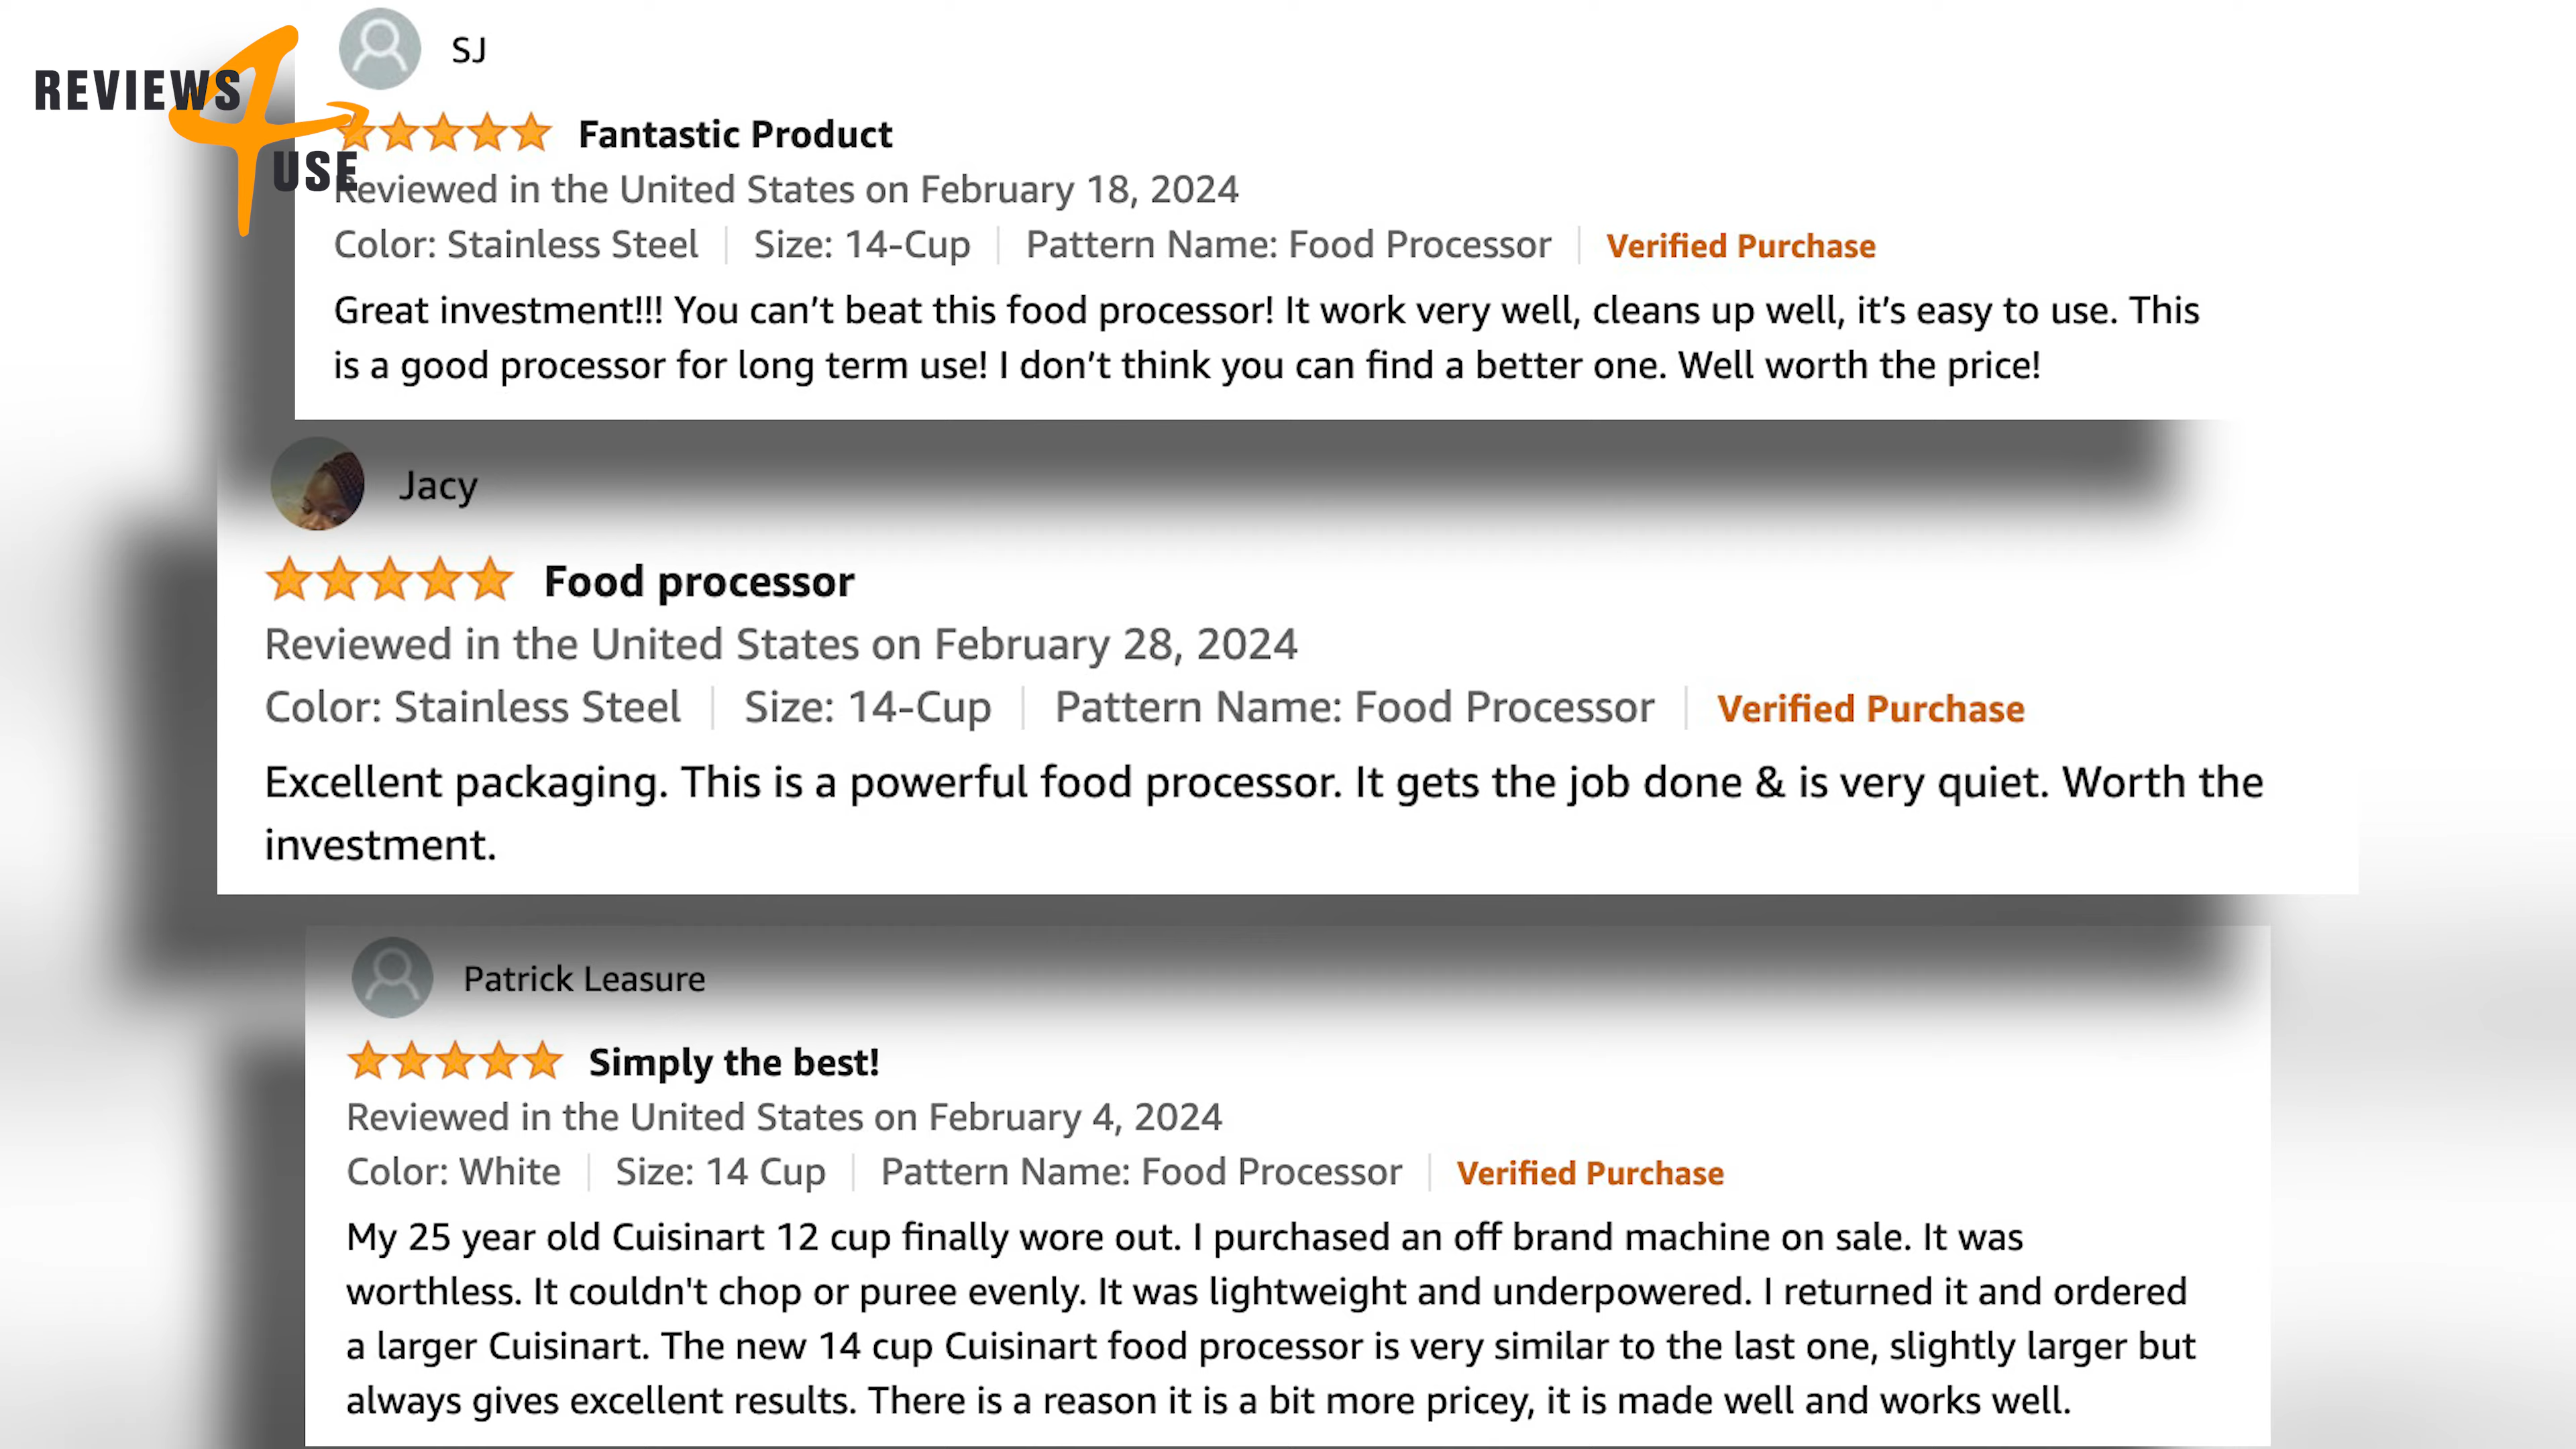 REVIEWS
4
USE
SJ
Fantastic Product
Reviewed in the United States on February 18, 2024
Color: Stainless Steel | Size: 14-Cup | Pattern Name: Food Processor | Verified Purchase
Great investment!!! You can’t beat this food processor! It work very well, cleans up well, it’s easy to use. This
is a good processor for long term use! I don’t think you can find a better one. Well worth the price!
Jacy
Food processor
Reviewed in the United States on February 28, 2024
Color: Stainless Steel | Size: 14-Cup | Pattern Name: Food Processor | Verified Purchase
Excellent packaging. This is a powerful food processor. It gets the job done & is very quiet. Worth the
investment.
Patrick Leasure
Simply the best!
Reviewed in the United States on February 4, 2024
Color: White | Size: 14 Cup | Pattern Name: Food Processor | Verified Purchase
My 25 year old Cuisinart 12 cup finally wore out. I purchased an off brand machine on sale. It was
worthless. It couldn't chop or puree evenly. It was lightweight and underpowered. I returned it and ordered
a larger Cuisinart. The new 14 cup Cuisinart food processor is very similar to the last one, slightly larger but
always gives excellent results. There is a reason it is a bit more pricey, it is made well and works well.